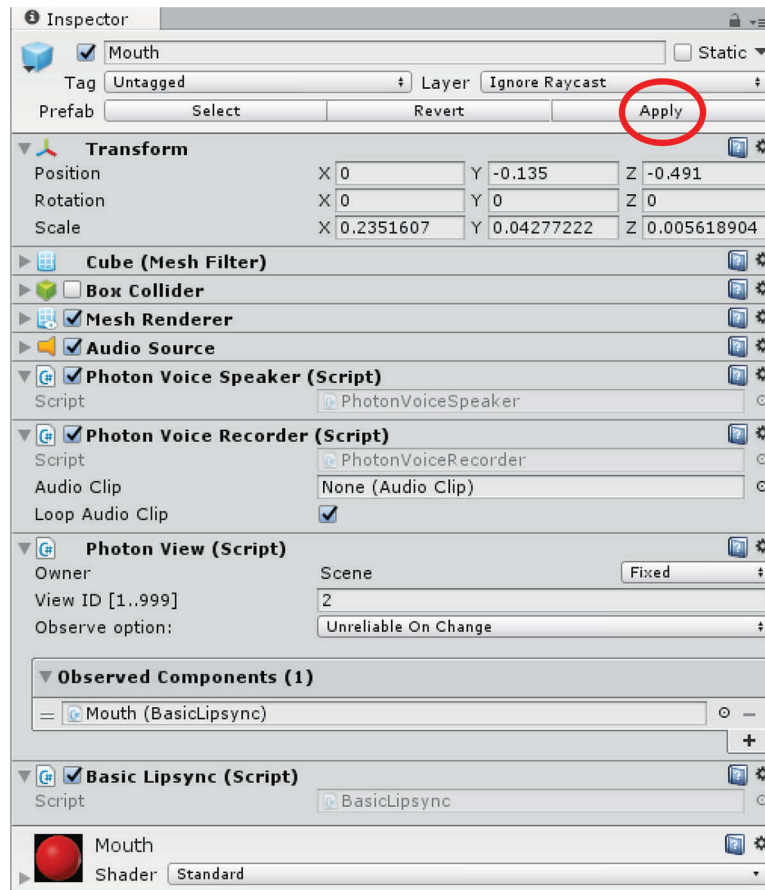 Inspector
Mouth Static
Tag Untagged Layer Ignore Raycast
Prefab Select Revert Apply
Transform
Position X 0 Y -0.135 Z -0.491
Rotation X 0 Y 0 Z 0
Scale X 0.2351607 Y 0.04277222 Z 0.005618904
Cube (Mesh Filter)
Box Collider
Mesh Renderer
Audio Source
Photon Voice Speaker (Script)
Script PhotonVoiceSpeaker
Photon Voice Recorder (Script)
Script PhotonVoiceRecorder
Audio Clip None (Audio Clip)
Loop Audio Clip
Photon View (Script)
Owner Scene Fixed
View ID [1..999] 2
Observe option: Unreliable On Change
Observed Components (1)
Mouth (BasicLipsync)
Basic Lipsync (Script)
Script BasicLipsync
Mouth
Shader Standard